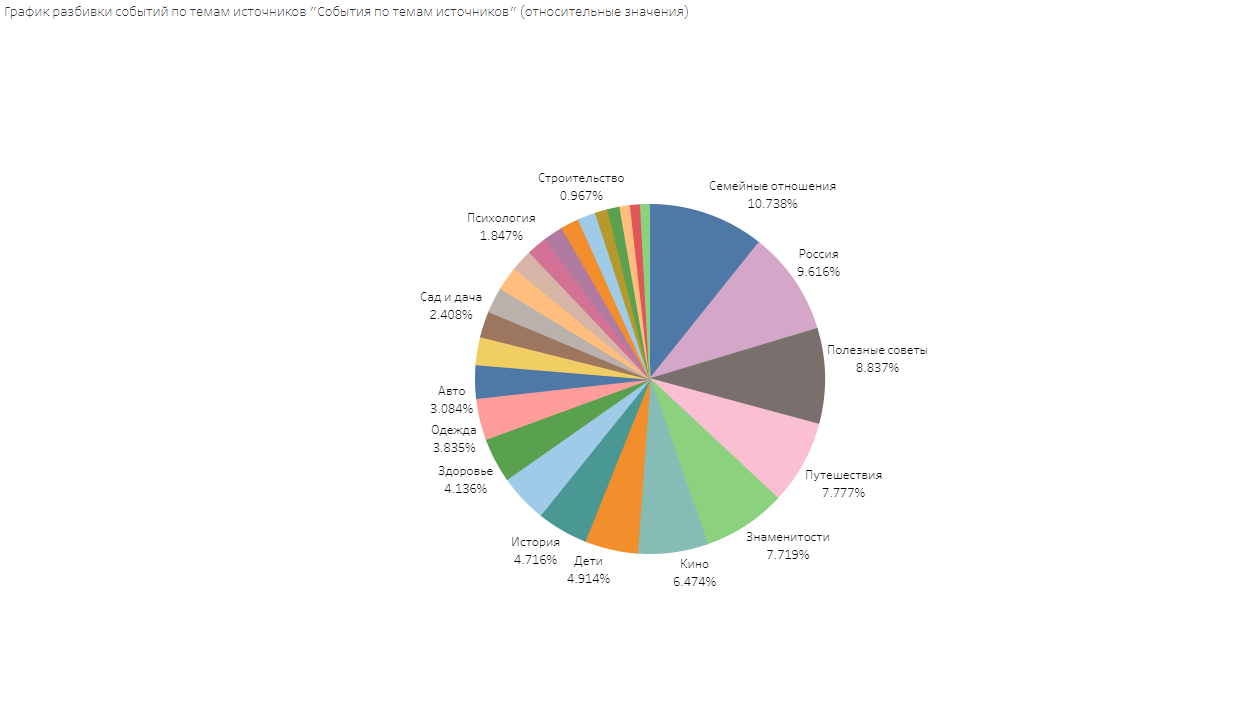 График разбивки событий по темам источников "События по темам источников" (относительные значения)
Строительство
0.967%
Семейные отношения
10.738%
Психология
1.847%
Россия
9.616%
Сад и дача
2.408%
Полезные советы
8.837%
Авто
3.084%
Одежда
3.835%
Здоровье
4.136%
Путешествия
7.777%
История
4.716%
Знаменитости
7.719%
Дети
4.914%
Кино
6.474%